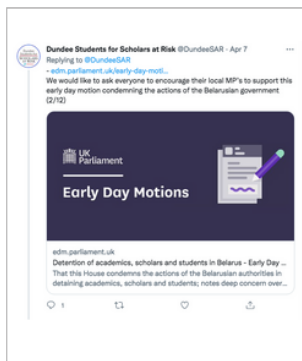 Dundee Students for Scholars at Risk @DundeeSAR · Apr 7
Replying to @DundeeSAR
- edm.parliament.uk/early-day-moti...
We would like to ask everyone to encourage their local MP's to support this
early day motion condemning the actions of the Belarusian government
(2/12)
UK
Parliament
Early Day Motions
edm.parliament.uk
Detention of academics, scholars and students in Belarus - Early Day ...
That this House condemns the actions of the Belarusian authorities in
detaining academics, scholars and students; notes deep concern over...
1